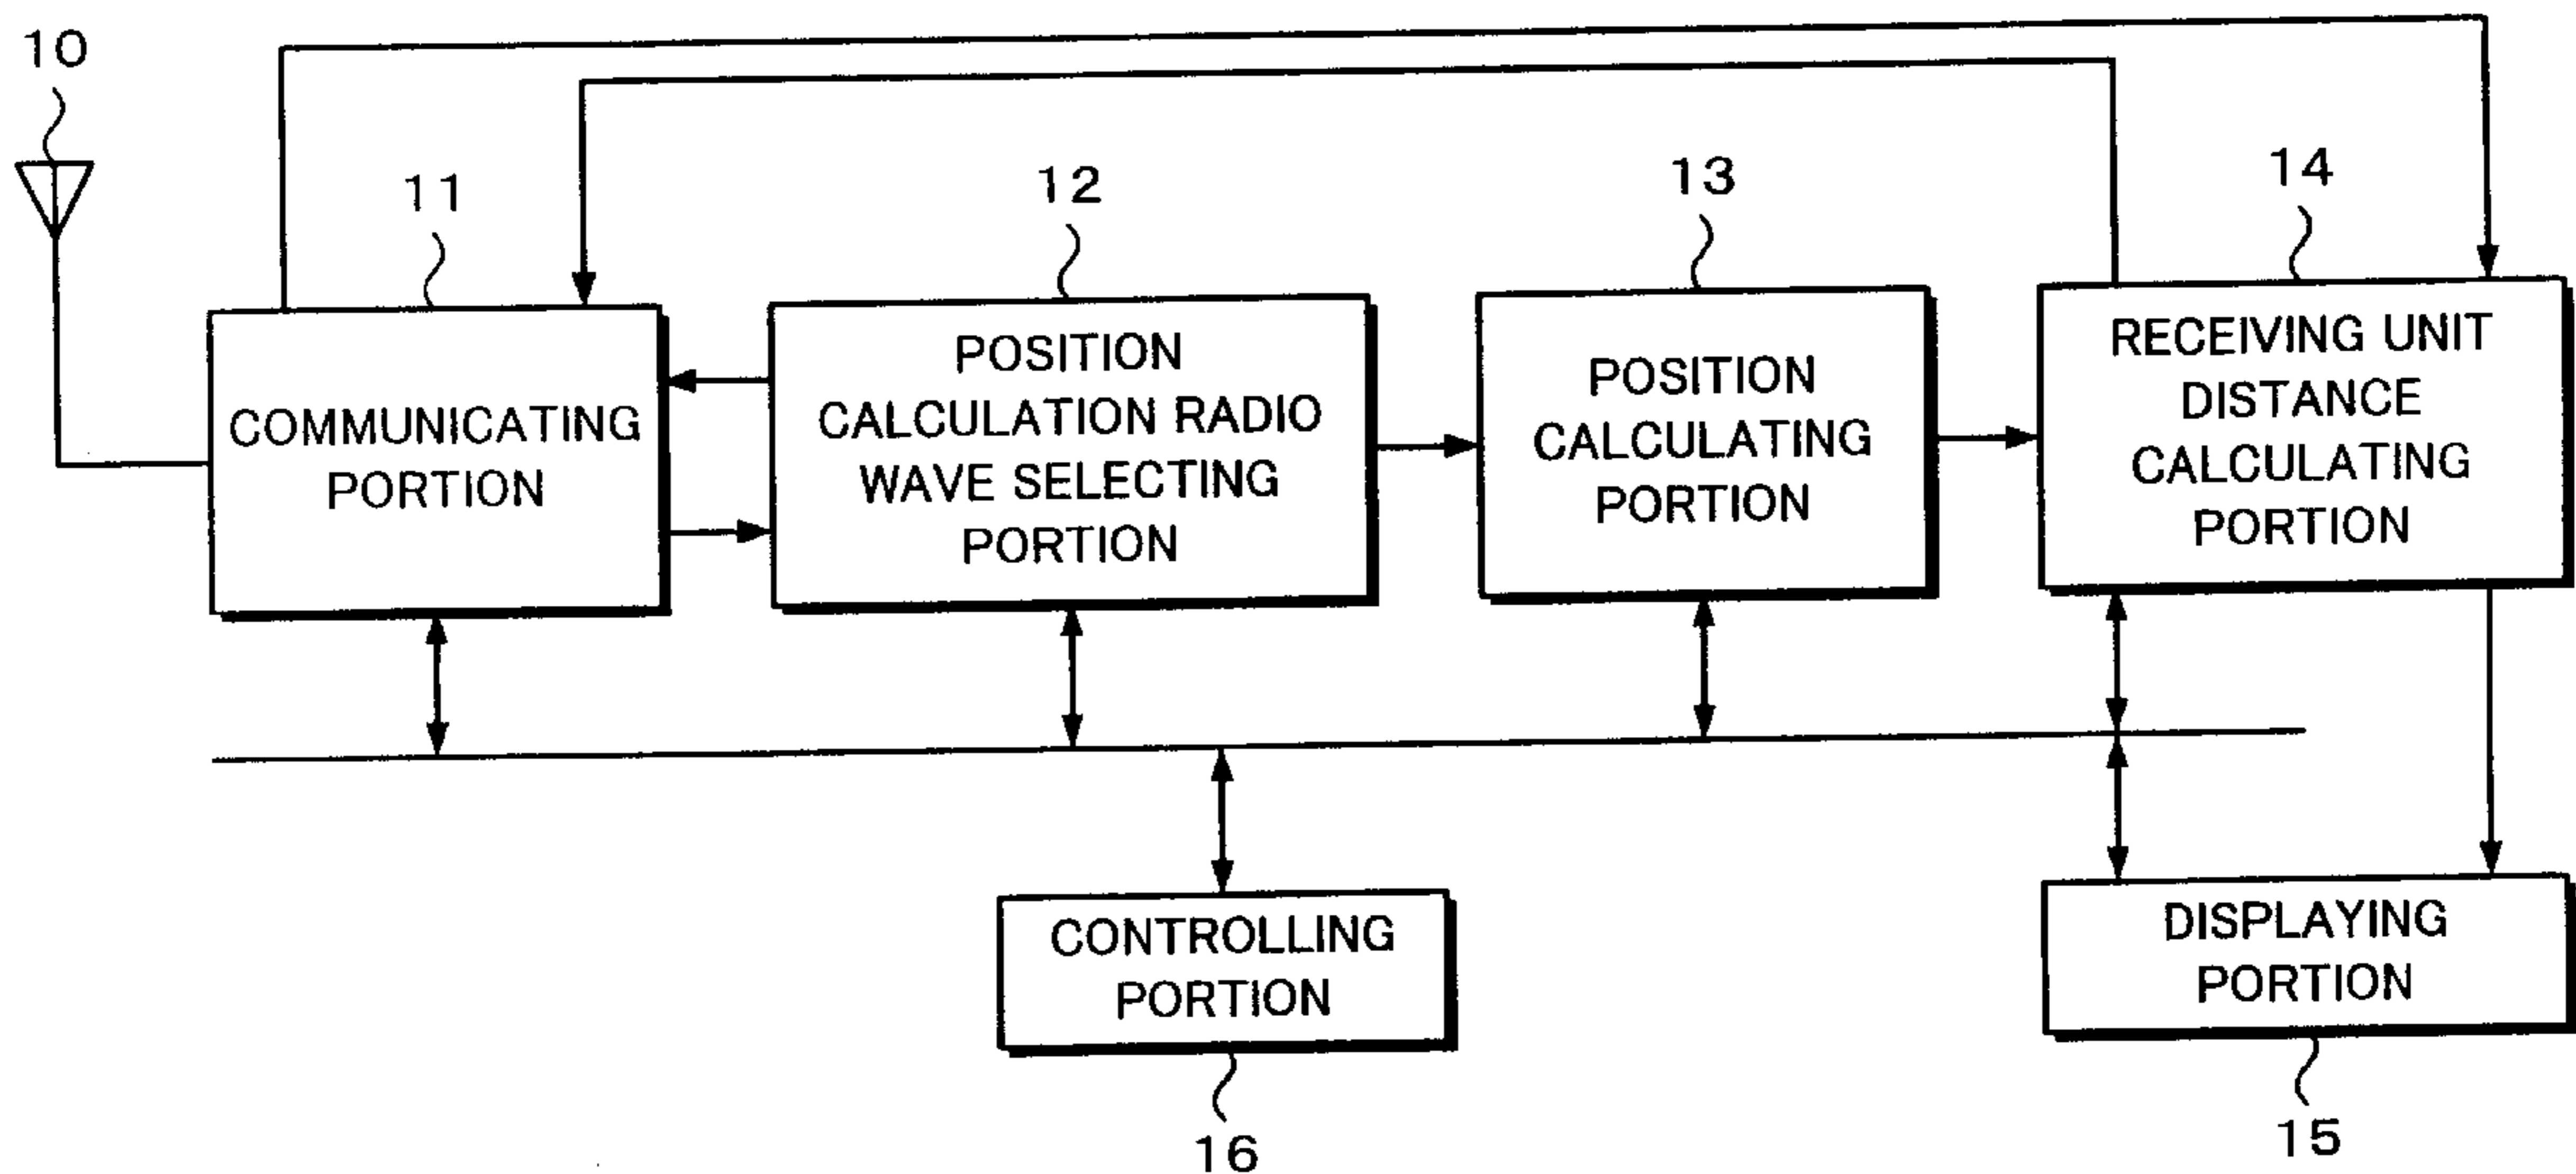 10
11
12
13
14
COMMUNICATING
PORTION
POSITION
CALCULATION RADIO
WAVE SELECTING
PORTION
POSITION
CALCULATING
PORTION
RECEIVING UNIT
DISTANCE
CALCULATING
PORTION
CONTROLLING
PORTION
16
DISPLAYING
PORTION
15